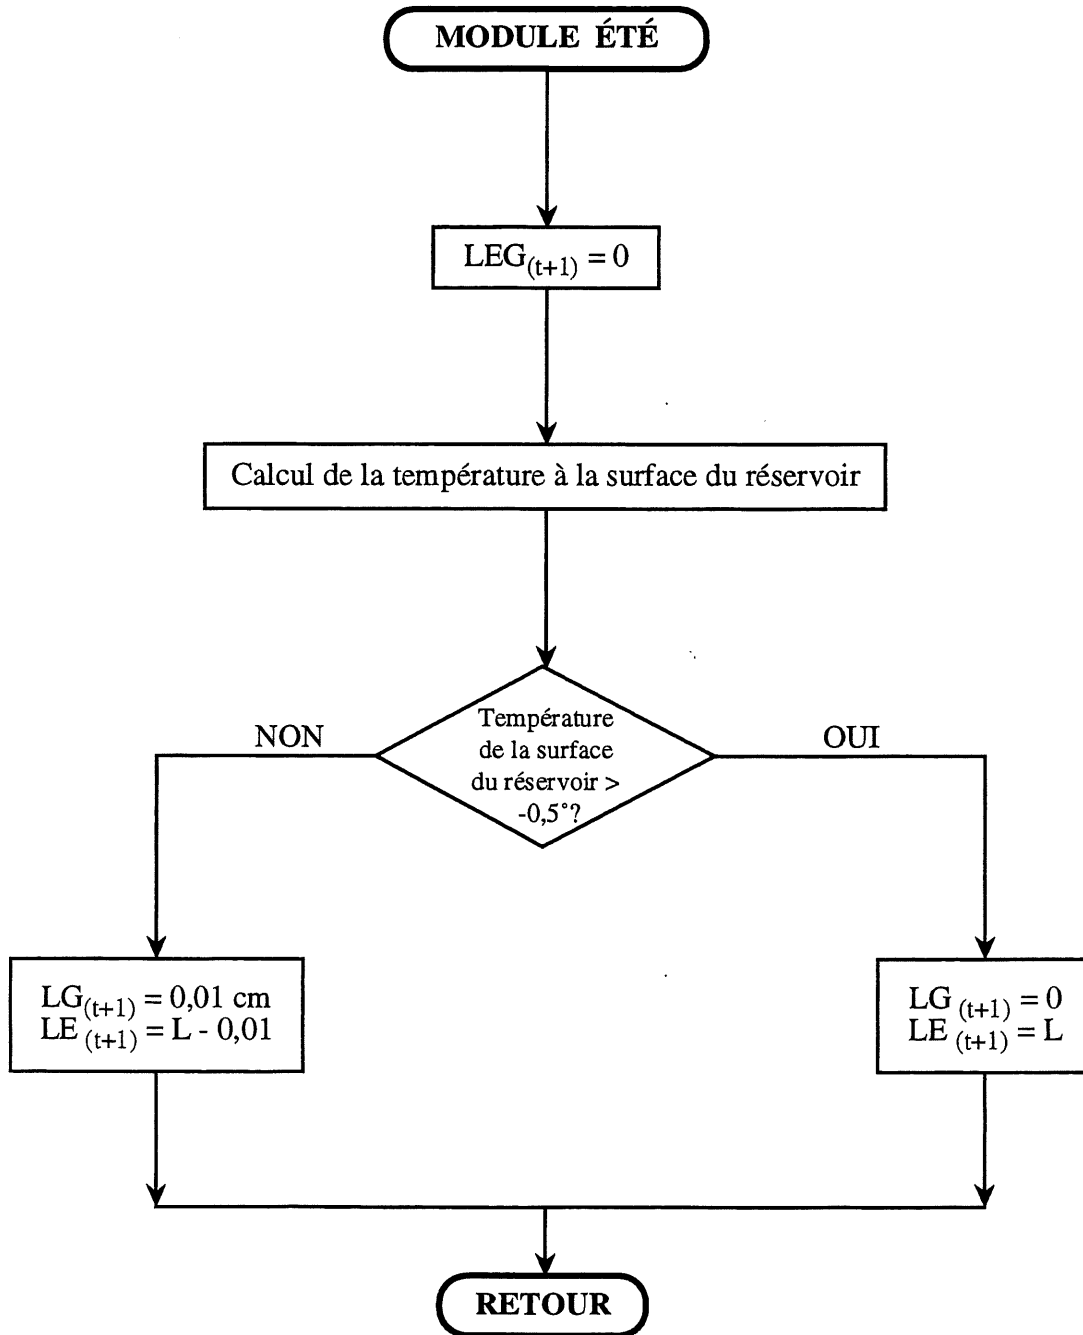 MODULE ÉTÉ
LEG(t+1) = 0
Calcul de la température à la surface du réservoir
Température
de la surface
du réservoir >
-0,5°?
NON
OUI
LG(t+1) = 0,01 cm
LE (t+1) = L - 0,01
LG (t+1) = 0
LE (t+1) = L
RETOUR